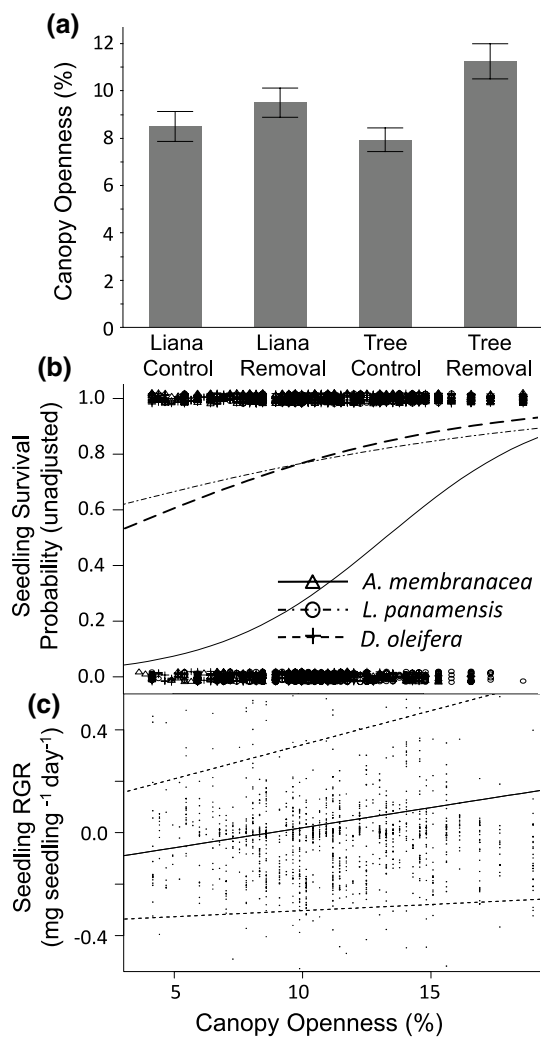 (a)
Canopy Openness (%)
12
10
8
6
4
2
0
Liana Control
Liana Removal
Tree Control
Tree Removal
(b)
Seedling Survival
Probability (unadjusted)
1.0
0.8
0.6
0.4
0.2
0.0
A. membranacea
L. panamensis
D. oleifera
(c)
Seedling RGR
(mg seedling -1 day-1)
0.4
0.0
-0.4
5 10 15
Canopy Openness (%)